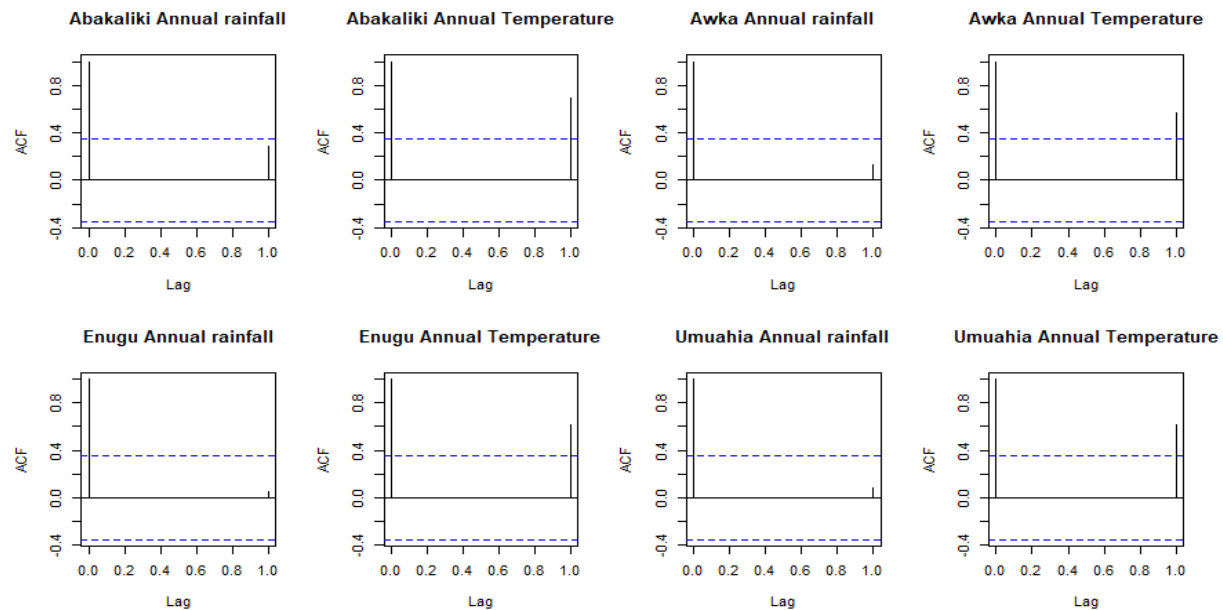 Abakaliki Annual rainfall
ACF
-0.4 0.0 0.4 0.8
0.0 0.2 0.4 0.6 0.8 1.0
Lag
Abakaliki Annual Temperature
ACF
-0.4 0.0 0.4 0.8
0.0 0.2 0.4 0.6 0.8 1.0
Lag
Awka Annual rainfall
ACF
-0.4 0.0 0.4 0.8
0.0 0.2 0.4 0.6 0.8 1.0
Lag
Awka Annual Temperature
ACF
-0.4 0.0 0.4 0.8
0.0 0.2 0.4 0.6 0.8 1.0
Lag
Enugu Annual rainfall
ACF
-0.4 0.0 0.4 0.8
0.0 0.2 0.4 0.6 0.8 1.0
Lag
Enugu Annual Temperature
ACF
-0.4 0.0 0.4 0.8
0.0 0.2 0.4 0.6 0.8 1.0
Lag
Umuahia Annual rainfall
ACF
-0.4 0.0 0.4 0.8
0.0 0.2 0.4 0.6 0.8 1.0
Lag
Umuahia Annual Temperature
ACF
-0.4 0.0 0.4 0.8
0.0 0.2 0.4 0.6 0.8 1.0
Lag